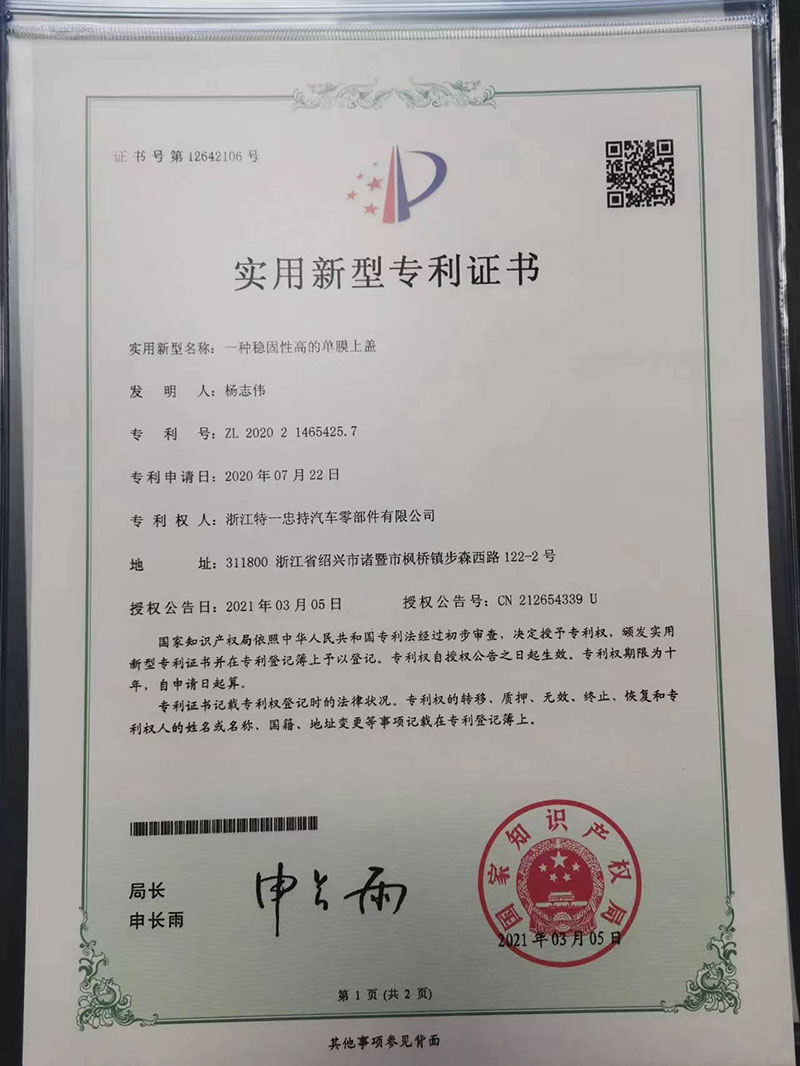 证书号第12642106号
实用新型专利证书
实用新型名称：一种稳固性高的单膜上盖
发明人：杨志伟
专利号：ZL 2020 2 1465425.7
专利申请日：2020年07月22日
专利权人：浙江特一忠持汽车零部件有限公司
地址：311800 浙江省绍兴市诸暨市枫桥镇步森西路122-2号
授权公告日：2021年03月05日 授权公告号：CN 212654339 U
国家知识产权局依照中华人民共和国专利法经过初步审查，决定授予专利权，颁发实用
新型专利证书并在专利登记簿上予以登记。专利权自授权公告之日起生效。专利权期限为十
年，自申请日起算。
专利证书记载专利权登记时的法律状况。专利权的转移、质押、无效、终止、恢复和专
利权人的姓名或名称、国籍、地址变更等事项记载在专利登记簿上。
局长
申长雨
申长雨
国家知识产权局
2021年03月05日
第 1 页 (共 2 页)
其他事项参见背面